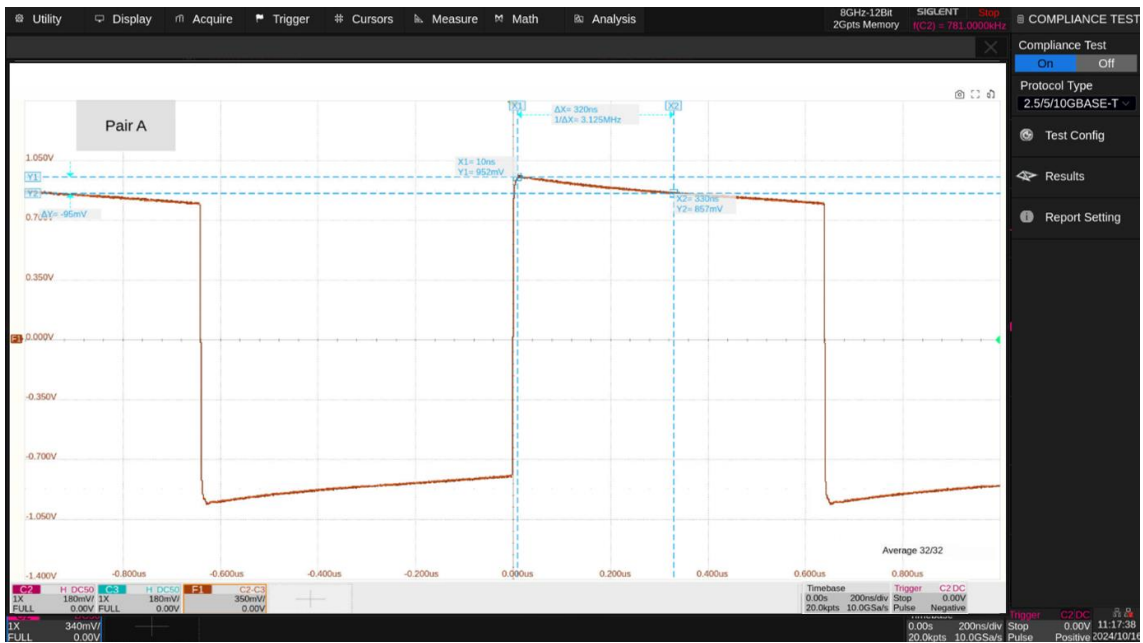 Utility Display Acquire Trigger Cursors Measure Math Analysis
8GHz-12Bit
2Gpts Memory
SIGLENT Stop
f(C2) = 781.0000kHz
COMPLIANCE TEST
Compliance Test
On Off
Protocol Type
2.5/5/10GBASE-T
Test Config
Results
Report Setting
Pair A
X1 X2
ΔX= 320ns
1/ΔX= 3.125MHz
1.050V
X1= 10ns
Y1= 952mV
Y1
Y2
X2= 330ns
Y2= 857mV
ΔY= -95mV
0.350V
F1 0.000V
-0.350V
-0.700V
-1.050V
Average 32/32
-1.400V -0.800us -0.600us -0.400us -0.200us 0.000us 0.200us 0.400us 0.600us 0.800us
C2 H DC50 C3 H DC50 F1 C2-C3
1X 180mV/ 1X 180mV/ 350mV/
FULL 0.00V FULL 0.00V 0.00V
Timebase Trigger C2 DC
0.00s 200ns/div Stop 0.00V
20.0kpts 10.0GSa/s Pulse Negative
1X 340mV/
FULL 0.00V
Timebase Trigger C2 DC
0.00s 200ns/div Stop 0.00V
20.0kpts 10.0GSa/s Pulse Positive
11:17:38